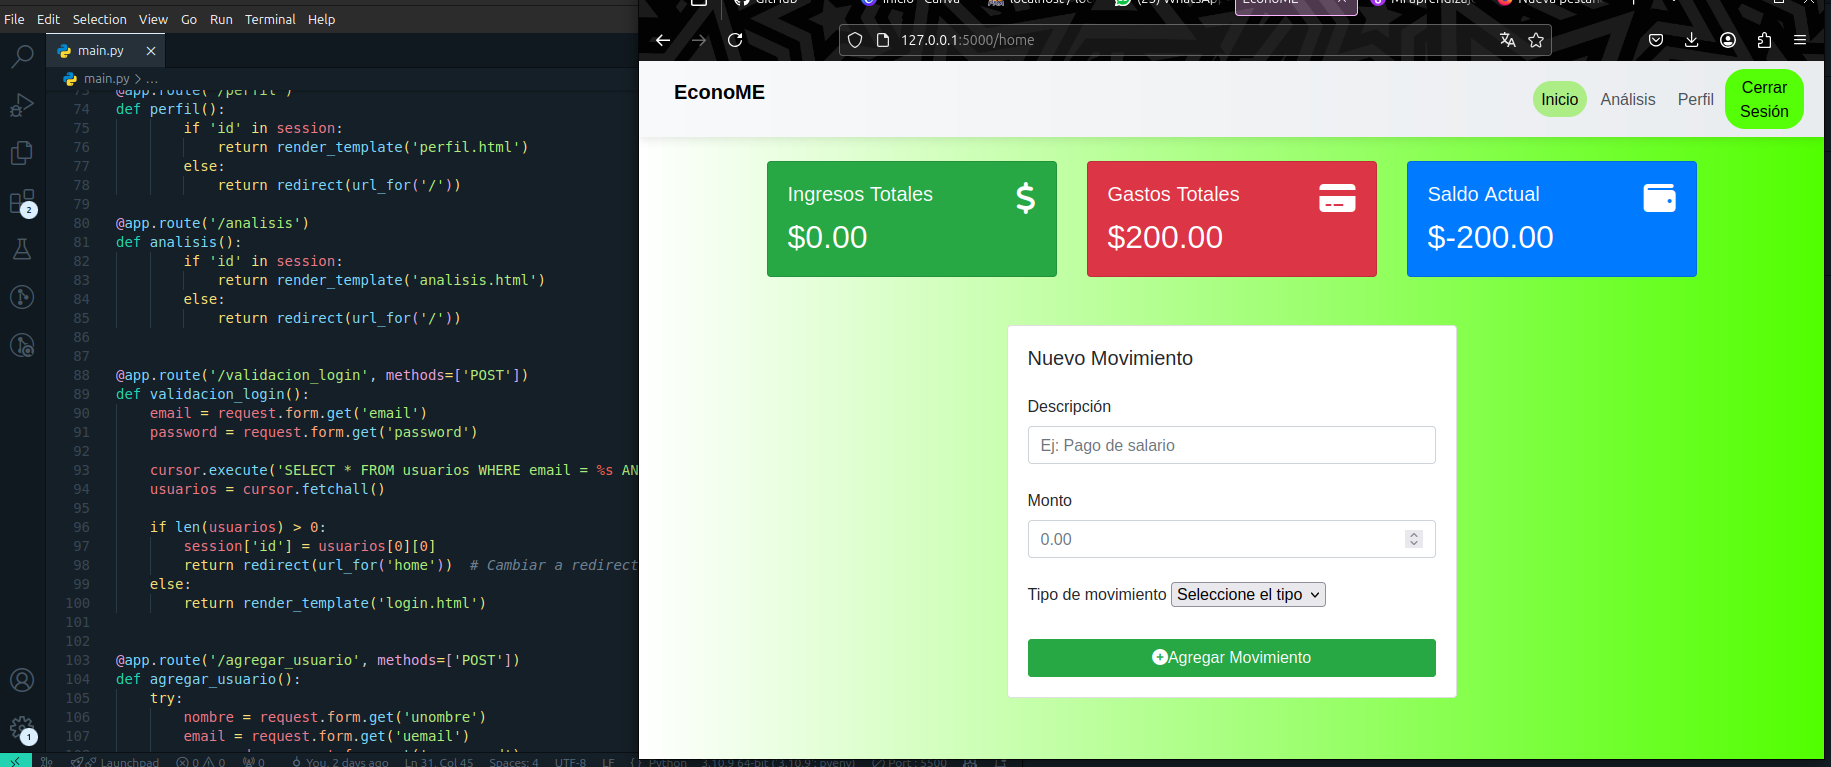 File Edit Selection View Go Run Terminal Help
main.py
main.py > ...
73 @app.route('/perfil')
74 def perfil():
75 if 'id' in session:
76 return render_template('perfil.html')
77 else:
78 return redirect(url_for('/'))
79
80 @app.route('/analisis')
81 def analisis():
82 if 'id' in session:
83 return render_template('analisis.html')
84 else:
85 return redirect(url_for('/'))
86
87
88 @app.route('/validacion_login', methods=['POST'])
89 def validacion_login():
90 email = request.form.get('email')
91 password = request.form.get('password')
92
93 cursor.execute('SELECT * FROM usuarios WHERE email = %s AN
94 usuarios = cursor.fetchall()
95
96 if len(usuarios) > 0:
97 session['id'] = usuarios[0][0]
98 return redirect(url_for('home')) # Cambiar a redirect
99 else:
100 return render_template('login.html')
101
102
103 @app.route('/agregar_usuario', methods=['POST'])
104 def agregar_usuario():
105 try:
106 nombre = request.form.get('unombre')
107 email = request.form.get('uemail')
2
1
Launchpad 0 0 0 You, 2 days ago Ln 31, Col 45 Spaces: 4 UTF-8 LF Python 3.10.9 64-bit ('3.10.9': pyenv) Port : 5500
GitHub Inicio - Canva localhost / loc (25) WhatsApp EconoME Mi aprendizaj Nueva pestañ
127.0.0.1:5000/home
EconoME
Inicio Análisis Perfil Cerrar Sesión
Ingresos Totales
$0.00
Gastos Totales
$200.00
Saldo Actual
$-200.00
Nuevo Movimiento
Descripción
Ej: Pago de salario
Monto
0.00
Tipo de movimiento Seleccione el tipo
Agregar Movimiento